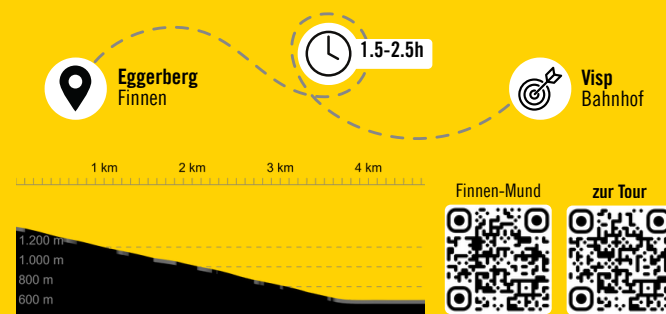 1.5-2.5h
Eggerberg
Finnen
Visp
Bahnhof
1 km
2 km
3 km
4 km
1.200 m
1.000 m
800 m
600 m
Finnen-Mund
zur Tour